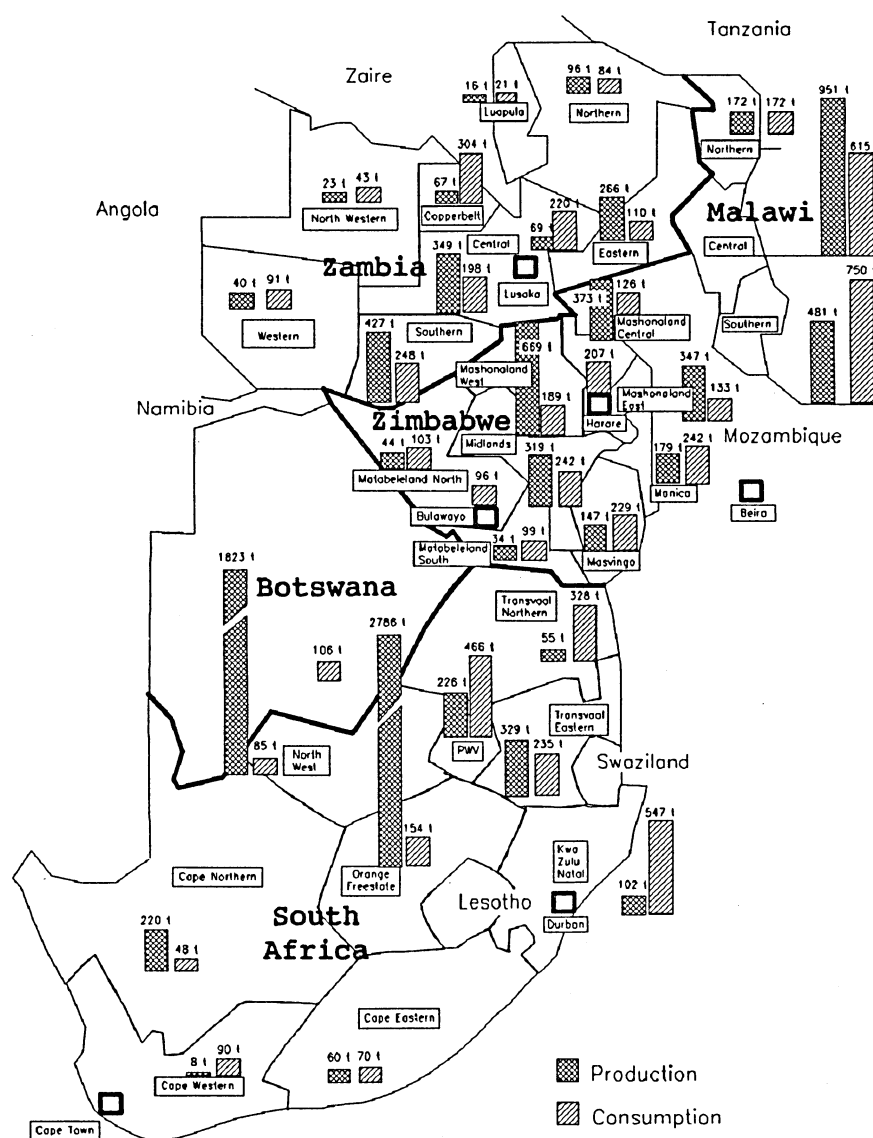 Tanzania
Zaire
16 t 21 t
Luapula
96 t 84 t
Northern
172 t 172 t
Northern
951 t
615
304 t
67 t
Copperbelt
23 t 43 t
North Western
Angola
266 t
110 t
Eastern
220 t
69 t
Central
Malawi
Central
Zambia
349 t
198 t
Lusaka
40 t 91 t
Western
Southern
427 t
248 t
373 t
126 t
Mashonaland
Central
Southern
481 t
750 t
669 t
189 t
Mashonaland
West
207 t
Harare
Mashonaland
East
347 t
133 t
Namibia
Zimbabwe
Midlands
Mozambique
44 t 103 t
Matabeleland North
319 t
242 t
179 t
242 t
Manica
Beira
96 t
Bulawayo
147 t
229 t
Masvingo
Matabeleland
South
34 t 99 t
1823 t
Botswana
106 t
2786 t
Transvaal
Northern
328 t
55 t
466 t
226 t
PWV
Transvaal
Eastern
329 t
235 t
Swaziland
85 t
North
West
154 t
Orange
Freestate
Kwa
Zulu
Natal
547 t
102 t
Cape Northern
Lesotho
Durban
South
Africa
220 t
48 t
Cape Eastern
60 t 70 t
8 t 90 t
Cape Western
Cape Town
Production
Consumption